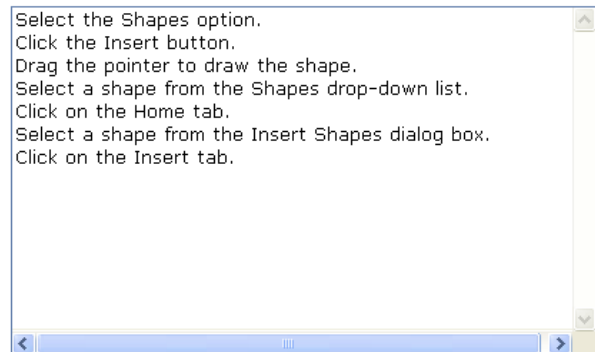 Select the Shapes option.
Click the Insert button.
Drag the pointer to draw the shape.
Select a shape from the Shapes drop-down list.
Click on the Home tab.
Select a shape from the Insert Shapes dialog box.
Click on the Insert tab.